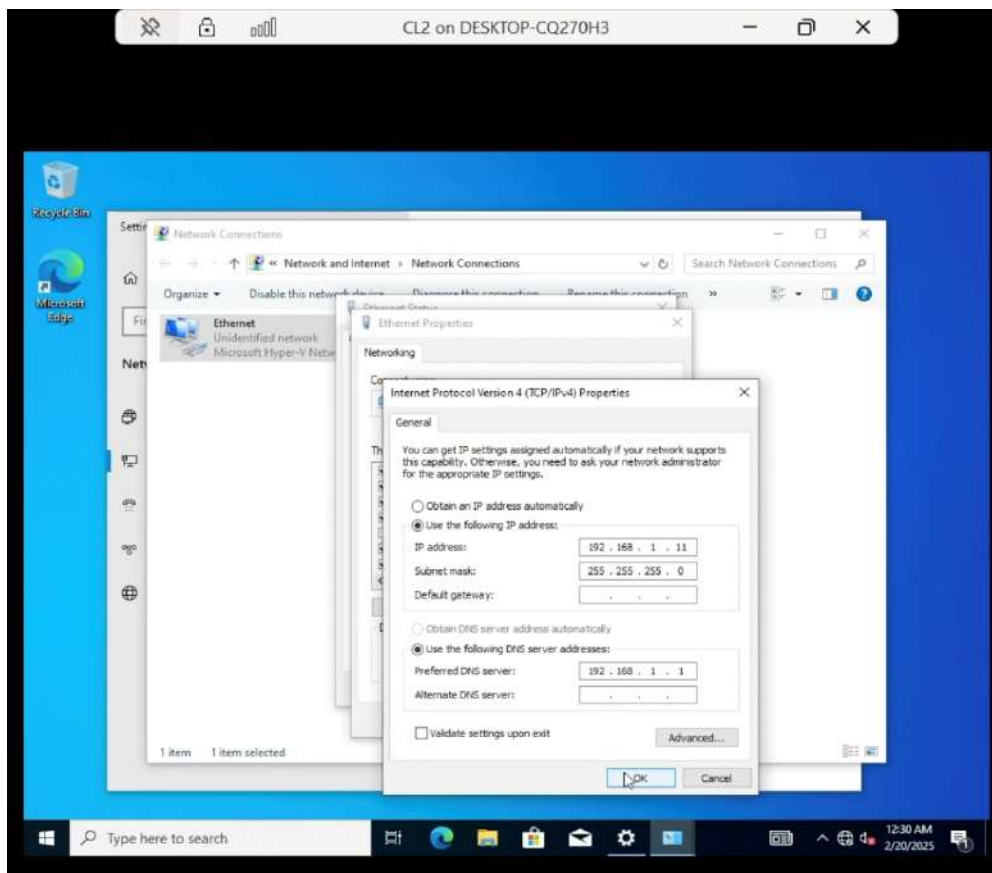 CL2 on DESKTOP-CQ270H3
Recycle Bin
Microsoft
Edge
Network Connections
« Network and Internet › Network Connections
Search Network Connections
Organize
Disable this network device
Diagnose this connection
Rename this connection
»
Ethernet
Unidentified network
Microsoft Hyper-V Netw
Ethernet Status
Ethernet Properties
Networking
Internet Protocol Version 4 (TCP/IPv4) Properties
General
You can get IP settings assigned automatically if your network supports
this capability. Otherwise, you need to ask your network administrator
for the appropriate IP settings.
Obtain an IP address automatically
Use the following IP address:
IP address:
192 . 168 . 1 . 11
Subnet mask:
255 . 255 . 255 . 0
Default gateway:
. . .
Obtain DNS server address automatically
Use the following DNS server addresses:
Preferred DNS server:
192 . 168 . 1 . 1
Alternate DNS server:
. . .
Validate settings upon exit
Advanced...
OK
Cancel
1 item
1 item selected
Type here to search
12:30 AM
2/20/2025